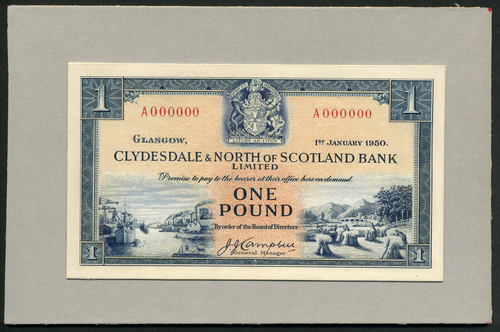 1 1
A000000 A000000
GLASGOW, 1ST JANUARY 1950.
CLYDESDALE & NORTH OF SCOTLAND BANK
LIMITED
Promise to pay to the bearer at their office here on demand
ONE
POUND
By order of the Board of Directors
J.J. Campbell
General Manager
1 1